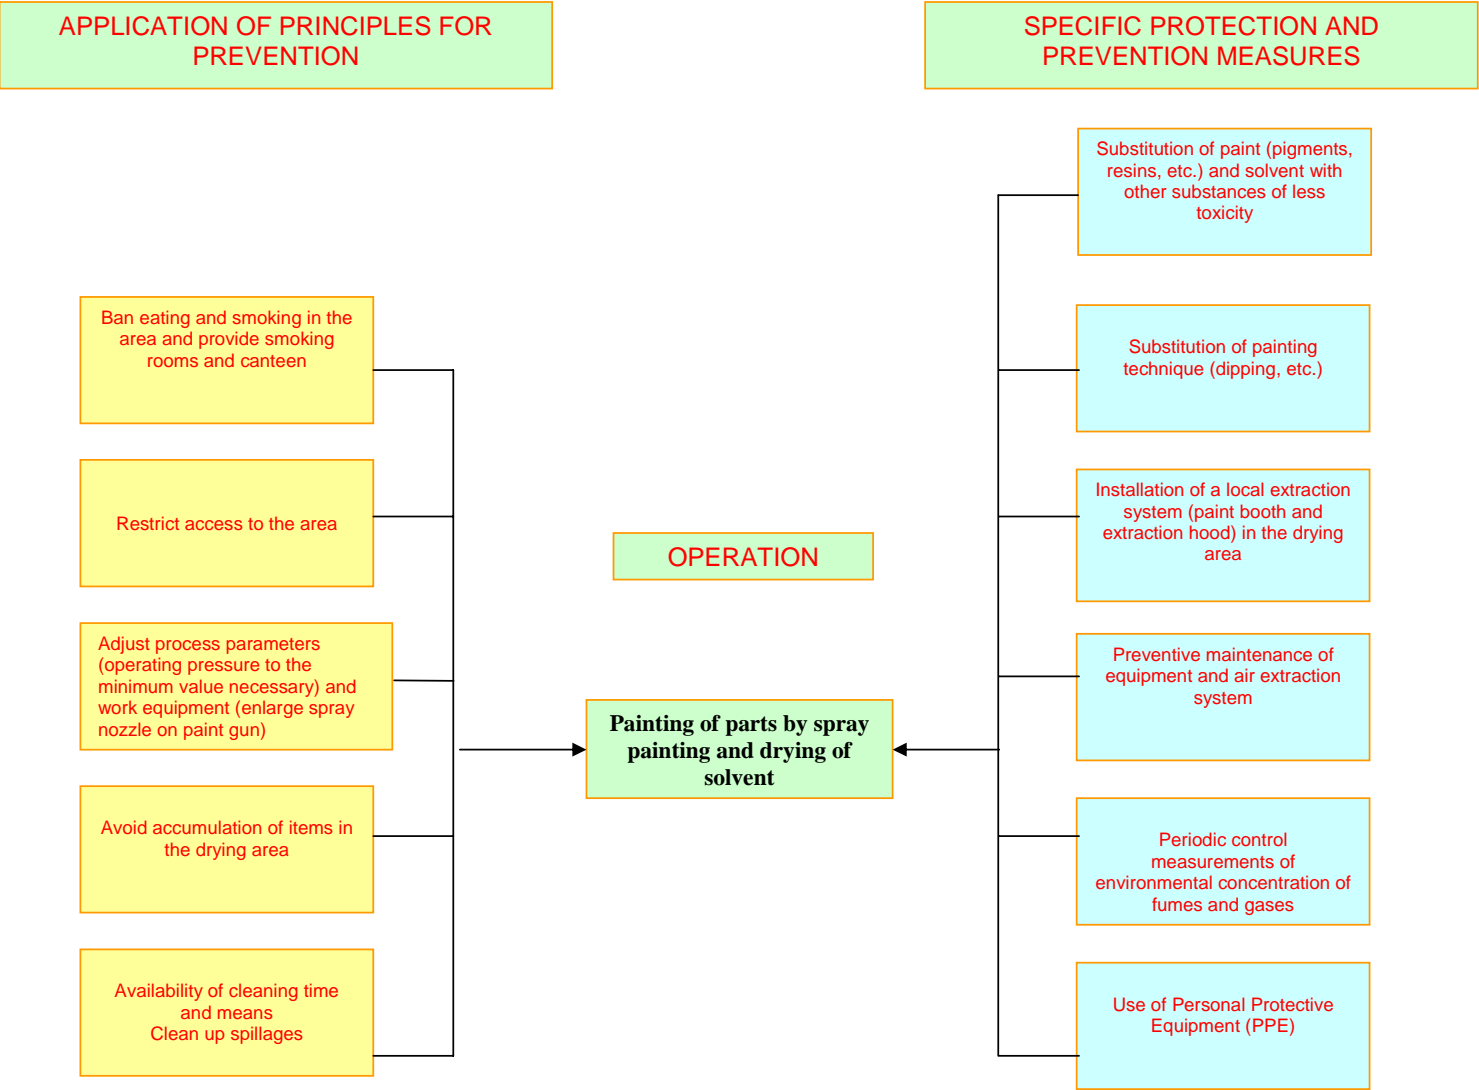 APPLICATION OF PRINCIPLES FOR
PREVENTION
SPECIFIC PROTECTION AND
PREVENTION MEASURES
Ban eating and smoking in the
area and provide smoking
rooms and canteen
Restrict access to the area
Adjust process parameters
(operating pressure to the
minimum value necessary) and
work equipment (enlarge spray
nozzle on paint gun)
Avoid accumulation of items in
the drying area
Availability of cleaning time
and means
Clean up spillages
OPERATION
Painting of parts by spray
painting and drying of
solvent
Substitution of paint (pigments,
resins, etc.) and solvent with
other substances of less
toxicity
Substitution of painting
technique (dipping, etc.)
Installation of a local extraction
system (paint booth and
extraction hood) in the drying
area
Preventive maintenance of
equipment and air extraction
system
Periodic control
measurements of
environmental concentration of
fumes and gases
Use of Personal Protective
Equipment (PPE)